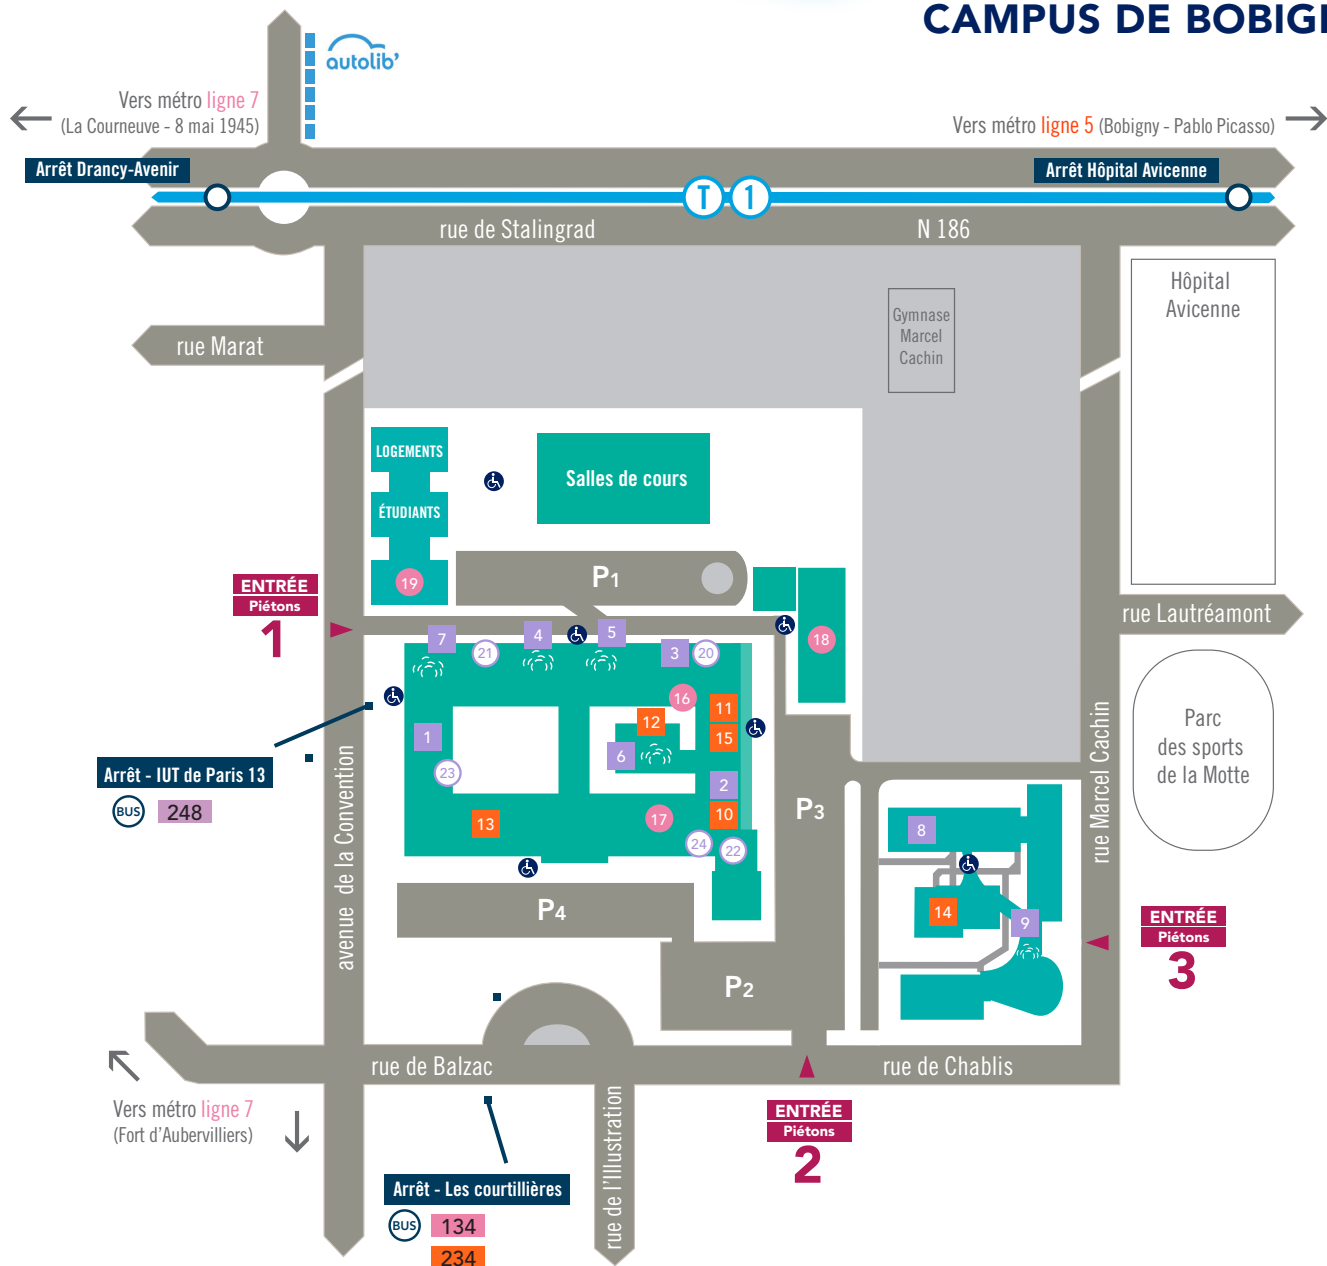 CAMPUS DE BOBIG
autolib'
Vers métro ligne 7
(La Courneuve - 8 mai 1945)
Vers métro ligne 5 (Bobigny - Pablo Picasso)
Arrêt Drancy-Avenir
Arrêt Hôpital Avicenne
T 1
rue de Stalingrad
N 186
Hôpital
Avicenne
Gymnase
Marcel
Cachin
rue Marat
LOGEMENTS
ÉTUDIANTS
Salles de cours
19
P1
ENTRÉE
Piétons
1
rue Lautréamont
7
21
4
5
3
20
18
16
11
12
15
1
6
23
2
13
17
10
24
22
P3
Parc
des sports
de la Motte
rue Marcel Cachin
avenue de la Convention
Arrêt - IUT de Paris 13
BUS 248
8
14
9
P4
P2
ENTRÉE
Piétons
3
rue de Balzac
rue de Chablis
Vers métro ligne 7
(Fort d'Aubervilliers)
rue de l'Illustration
ENTRÉE
Piétons
2
Arrêt - Les courtillières
BUS 134
234